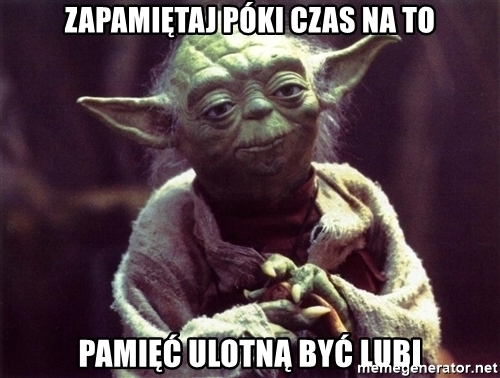 ZAPAMIĘTAJ PÓKI CZAS NA TO
PAMIĘĆ ULOTNĄ BYĆ LUBI
memegenerator.net